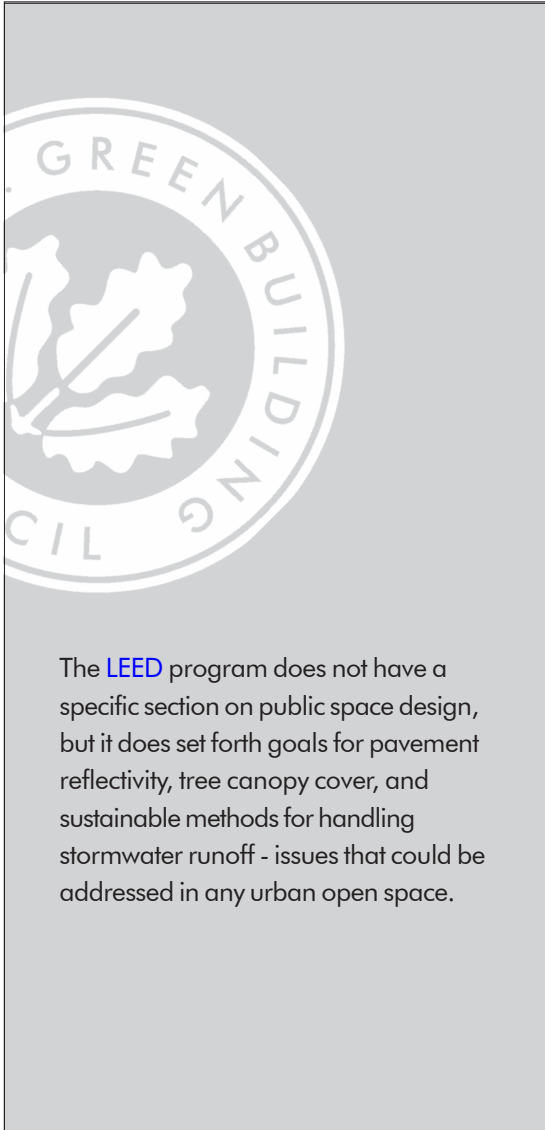 . GREEN BUILDING
CIL
The LEED program does not have a
specific section on public space design,
but it does set forth goals for pavement
reflectivity, tree canopy cover, and
sustainable methods for handling
stormwater runoff - issues that could be
addressed in any urban open space.